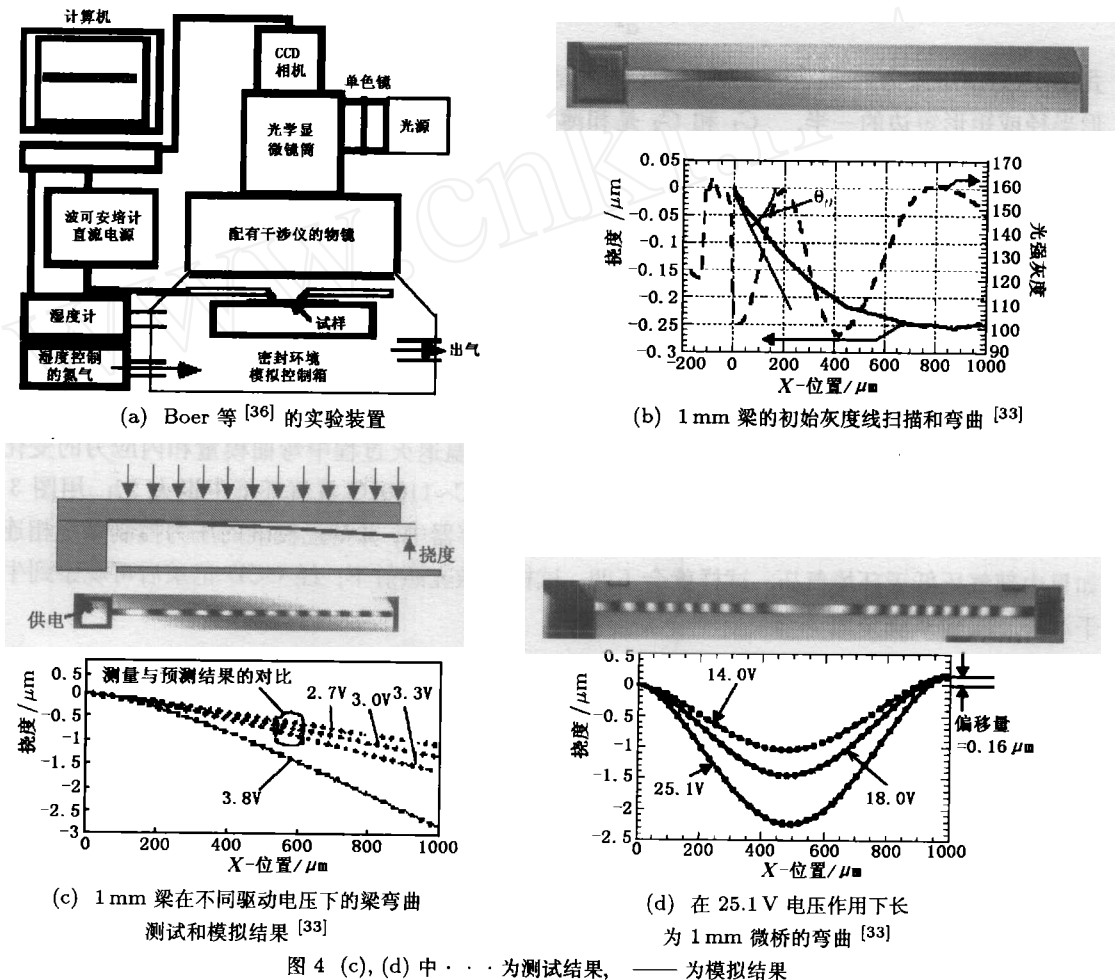 计算机
CCD
相机
单色镜
光学显
微镜筒
光源
波可安培计
直流电源
配有干涉仪的物镜
湿度计
试样
湿度控制
的氮气
密封环境
模拟控制箱
出气
(a) Boer 等 [36] 的实验装置
0.05
0
-0.05
-0.1
-0.15
-0.2
-0.25
-0.3
挠度/μm
θ
170
160
150
140
130
120
110
100
90
光强灰度
-200 0 200 400 600 800 1000
X-位置/μm
(b) 1mm 梁的初始灰度线扫描和弯曲 [33]
挠度
供电
测量与预测结果的对比
0.5
0
-0.5
-1
-1.5
-2
-2.5
-3
挠度/μm
2.7V
3.0V
3.3V
3.8V
0 200 400 600 800 1000
X-位置/μm
(c) 1mm 梁在不同驱动电压下的梁弯曲
测试和模拟结果 [33]
0.5
0
-0.5
-1
-1.5
-2
-2.5
挠度/μm
14.0V
25.1V
18.0V
偏移量
=0.16 μm
0 200 400 600 800 1000
X-位置/μm
(d) 在 25.1V 电压作用下长
为 1mm 微桥的弯曲 [33]
图 4 (c), (d) 中 · · · 为测试结果, —— 为模拟结果
www.cnki.